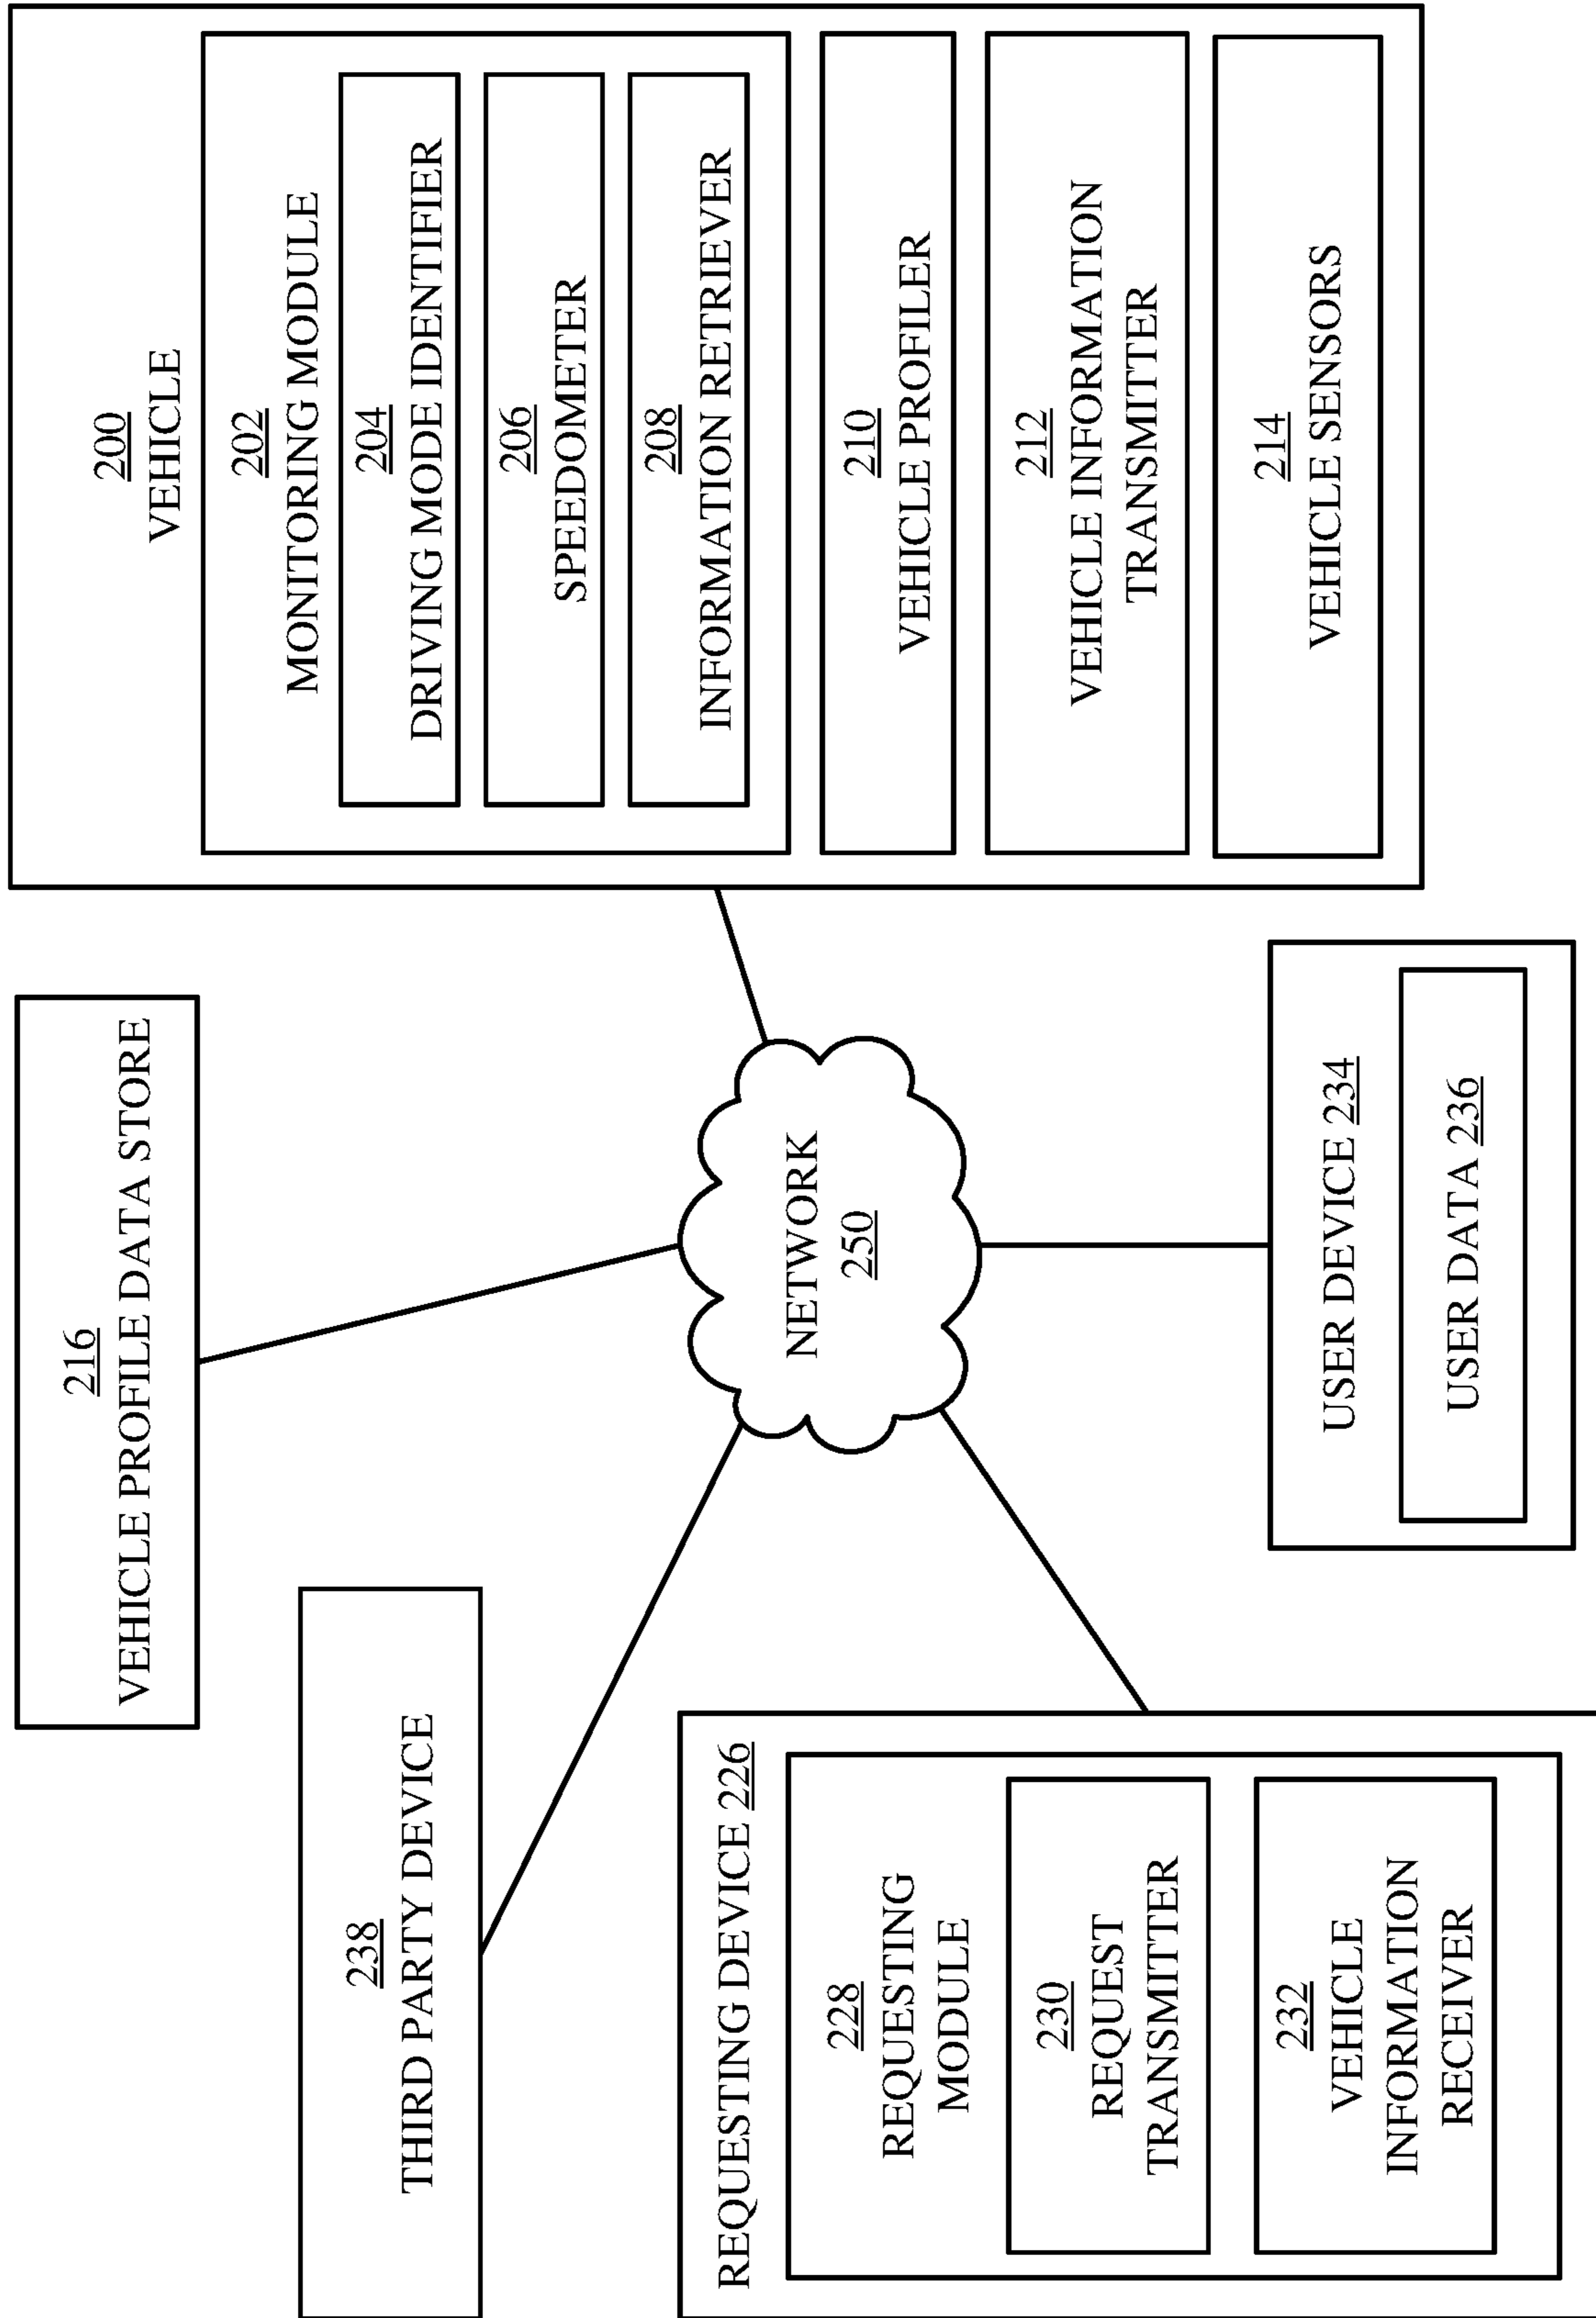 238
THIRD PARTY DEVICE
216
VEHICLE PROFILE DATA STORE
200
VEHICLE
202
MONITORING MODULE
204
DRIVING MODE IDENTIFIER
206
SPEEDOMETER
208
INFORMATION RETRIEVER
210
VEHICLE PROFILER
212
VEHICLE INFORMATION
TRANSMITTER
214
VEHICLE SENSORS
NETWORK
250
REQUESTING DEVICE 226
228
REQUESTING
MODULE
230
REQUEST
TRANSMITTER
232
VEHICLE
INFORMATION
RECEIVER
USER DEVICE 234
USER DATA 236